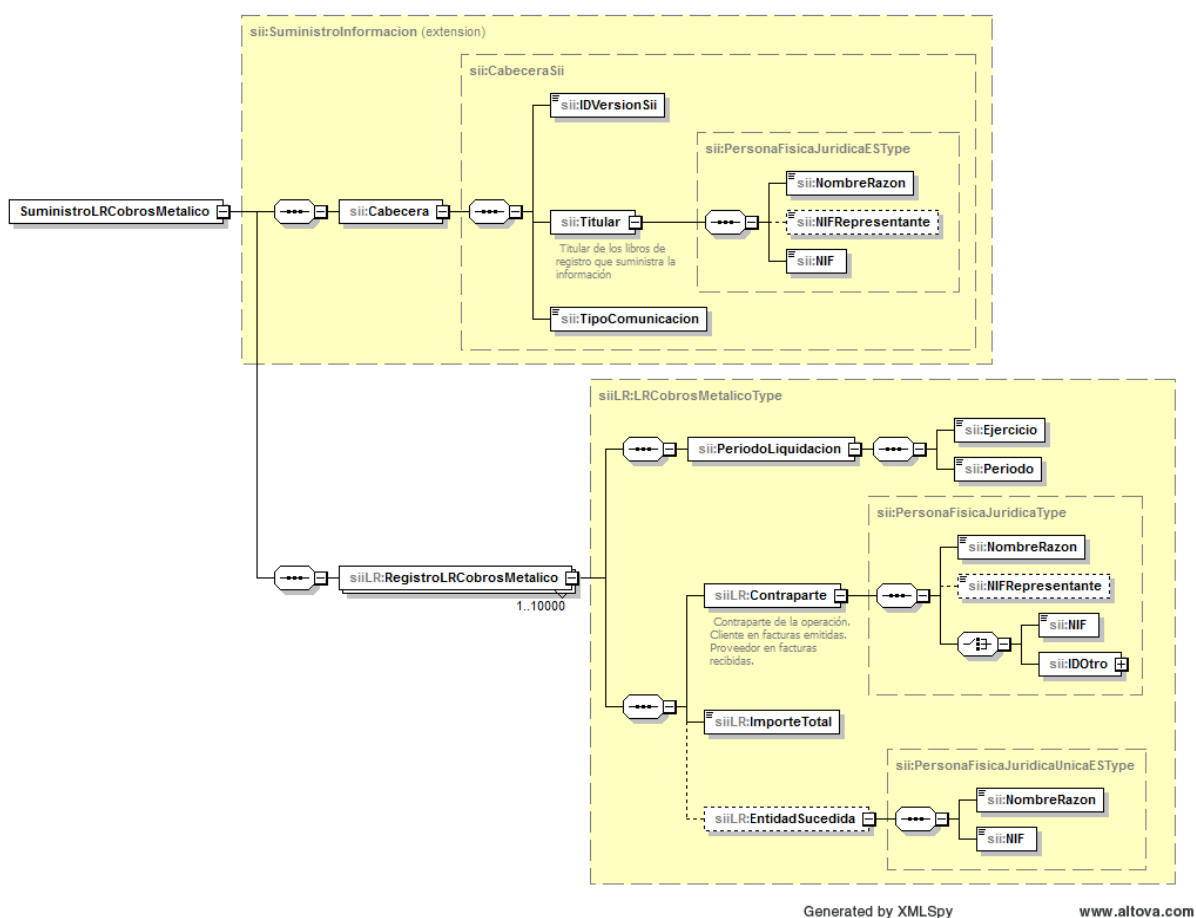 sii:SuministroInformacion (extension)
sii:CabeceraSii
sii:IDVersionSii
sii:PersonaFisicaJuridicaESType
sii:NombreRazon
SuministroLRCobrosMetalico
sii:Cabecera
sii:Titular
sii:NIFRepresentante
Titular de los libros de
registro que suministra la
información
sii:NIF
sii:TipoComunicacion
siiLR:LRCobrosMetalicoType
sii:PeriodoLiquidacion
sii:Ejercicio
sii:Periodo
sii:PersonaFisicaJuridicaType
sii:NombreRazon
siiLR:RegistroLRCobrosMetalico
1..10000
siiLR:Contraparte
sii:NIFRepresentante
Contraparte de la operación.
Cliente en facturas emitidas.
Proveedor en facturas
recibidas.
sii:NIF
sii:IDOtro
siiLR:ImporteTotal
sii:PersonaFisicaJuridicaUnicaESType
sii:NombreRazon
siiLR:EntidadSucedida
sii:NIF
Generated by XMLSpy
www.altova.com